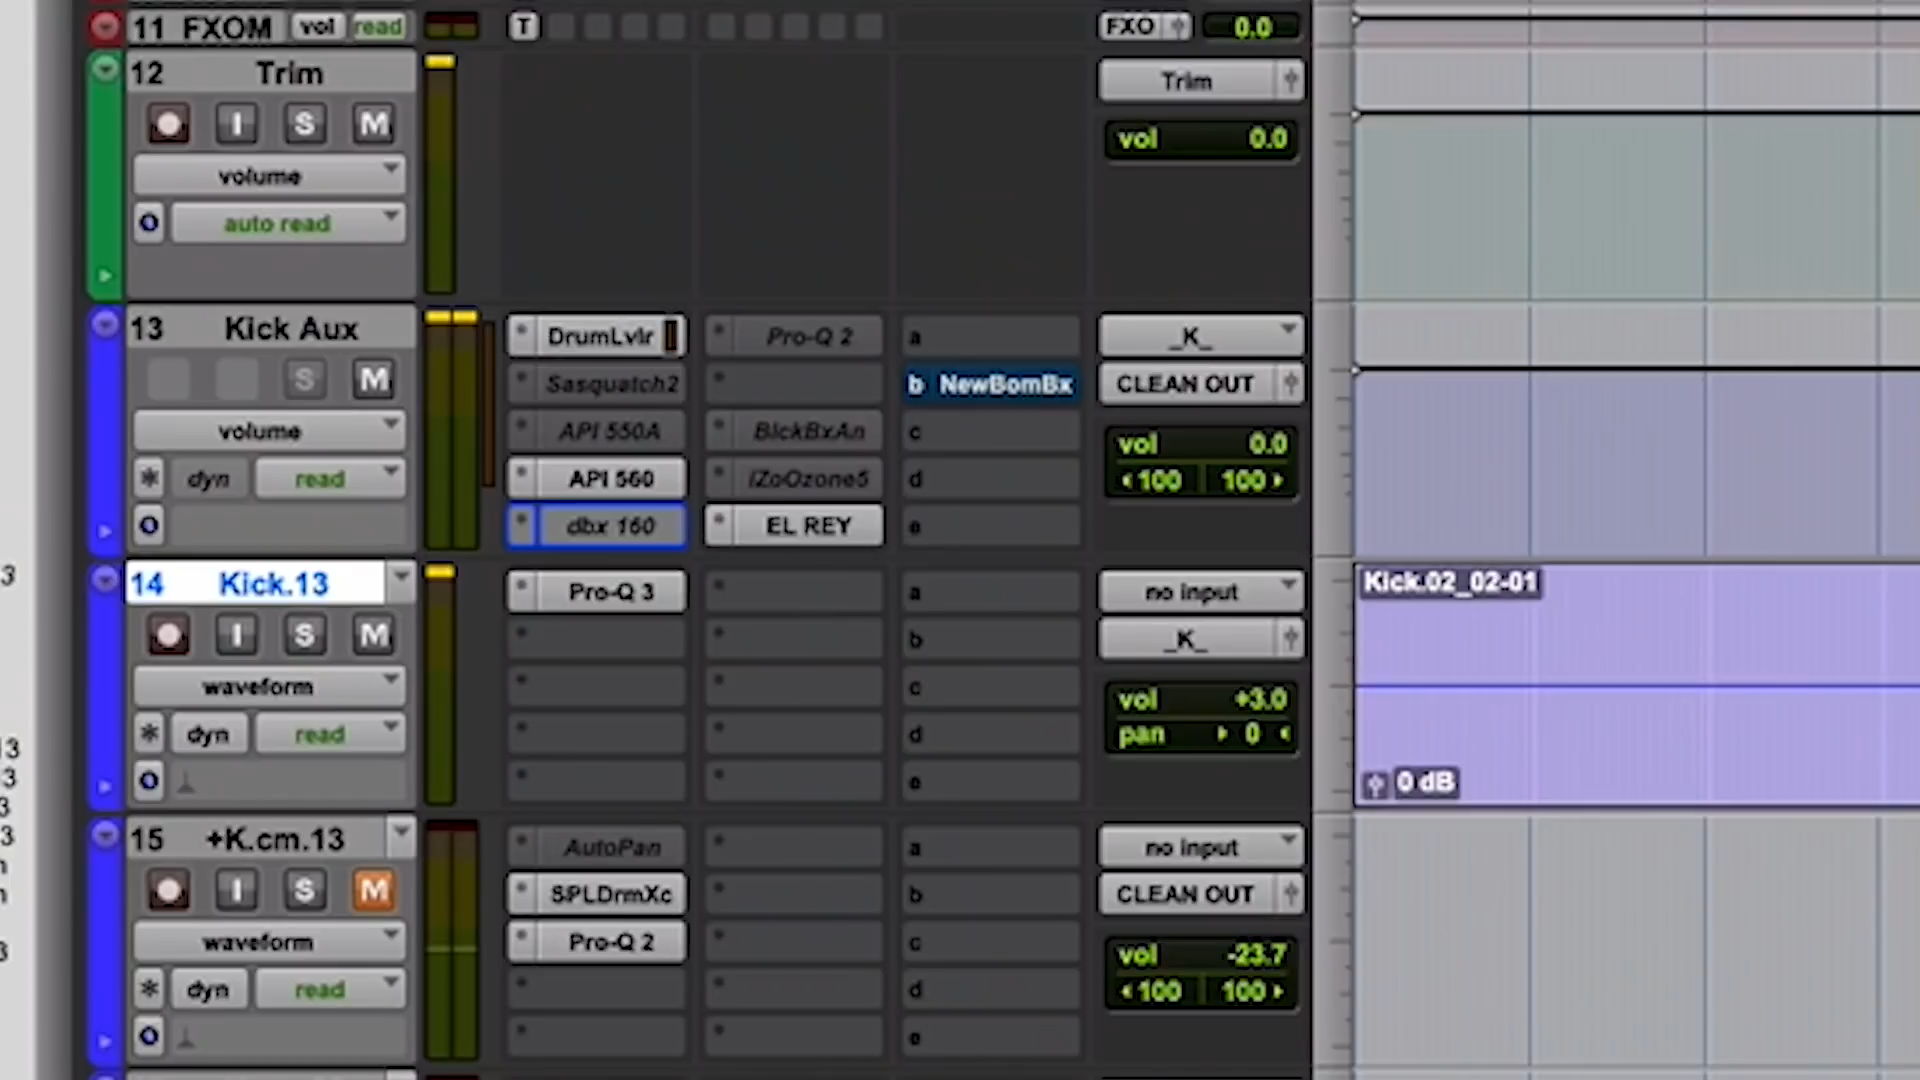 11 FXOM vol read T FXO 0.0
12 Trim Trim
I S M vol 0.0
volume
auto read
13 Kick Aux DrumLvlr Pro-Q 2 a _K_
S M Sasquatch2 b NewBomBx CLEAN OUT
volume API 550A BlckBxAn c vol 0.0
dyn read API 560 iZoOzone5 d 100 100
dbx 160 EL REY e
14 Kick.13 Pro-Q 3 a no input Kick.02_02-01
I S M b _K_
waveform c vol +3.0
dyn read d pan 0
e 0 dB
15 +K.cm.13 AutoPan a no input
I S M SPLDrmXc b CLEAN OUT
waveform Pro-Q 2 c vol -23.7
dyn read d 100 100
e